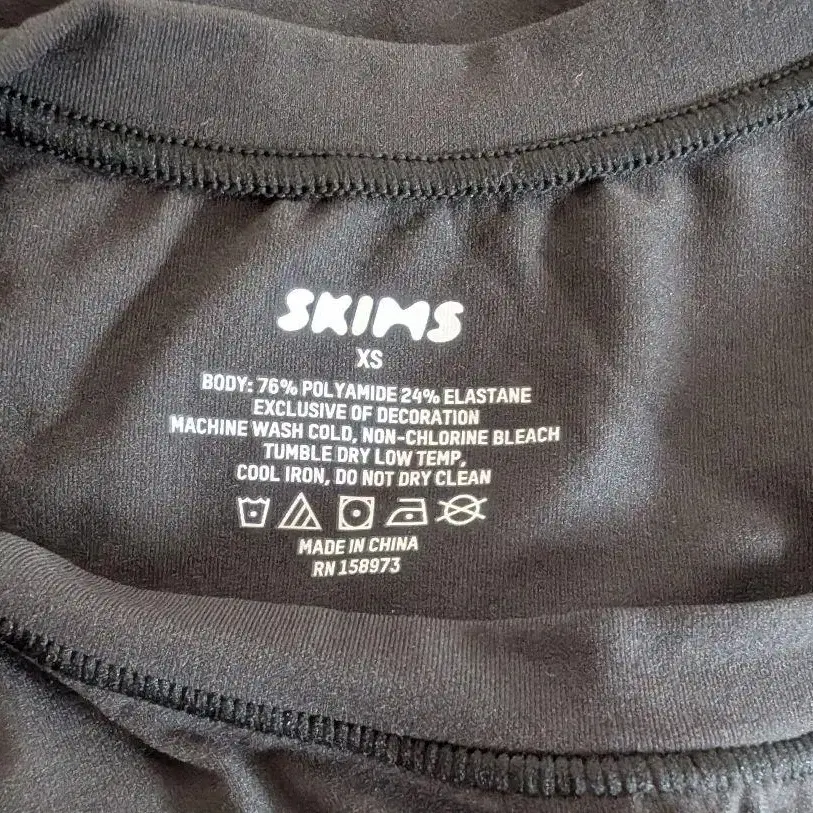 SKIMS
XS
BODY: 76% POLYAMIDE 24% ELASTANE
EXCLUSIVE OF DECORATION
MACHINE WASH COLD, NON-CHLORINE BLEACH
TUMBLE DRY LOW TEMP,
COOL IRON, DO NOT DRY CLEAN
MADE IN CHINA
RN 158973